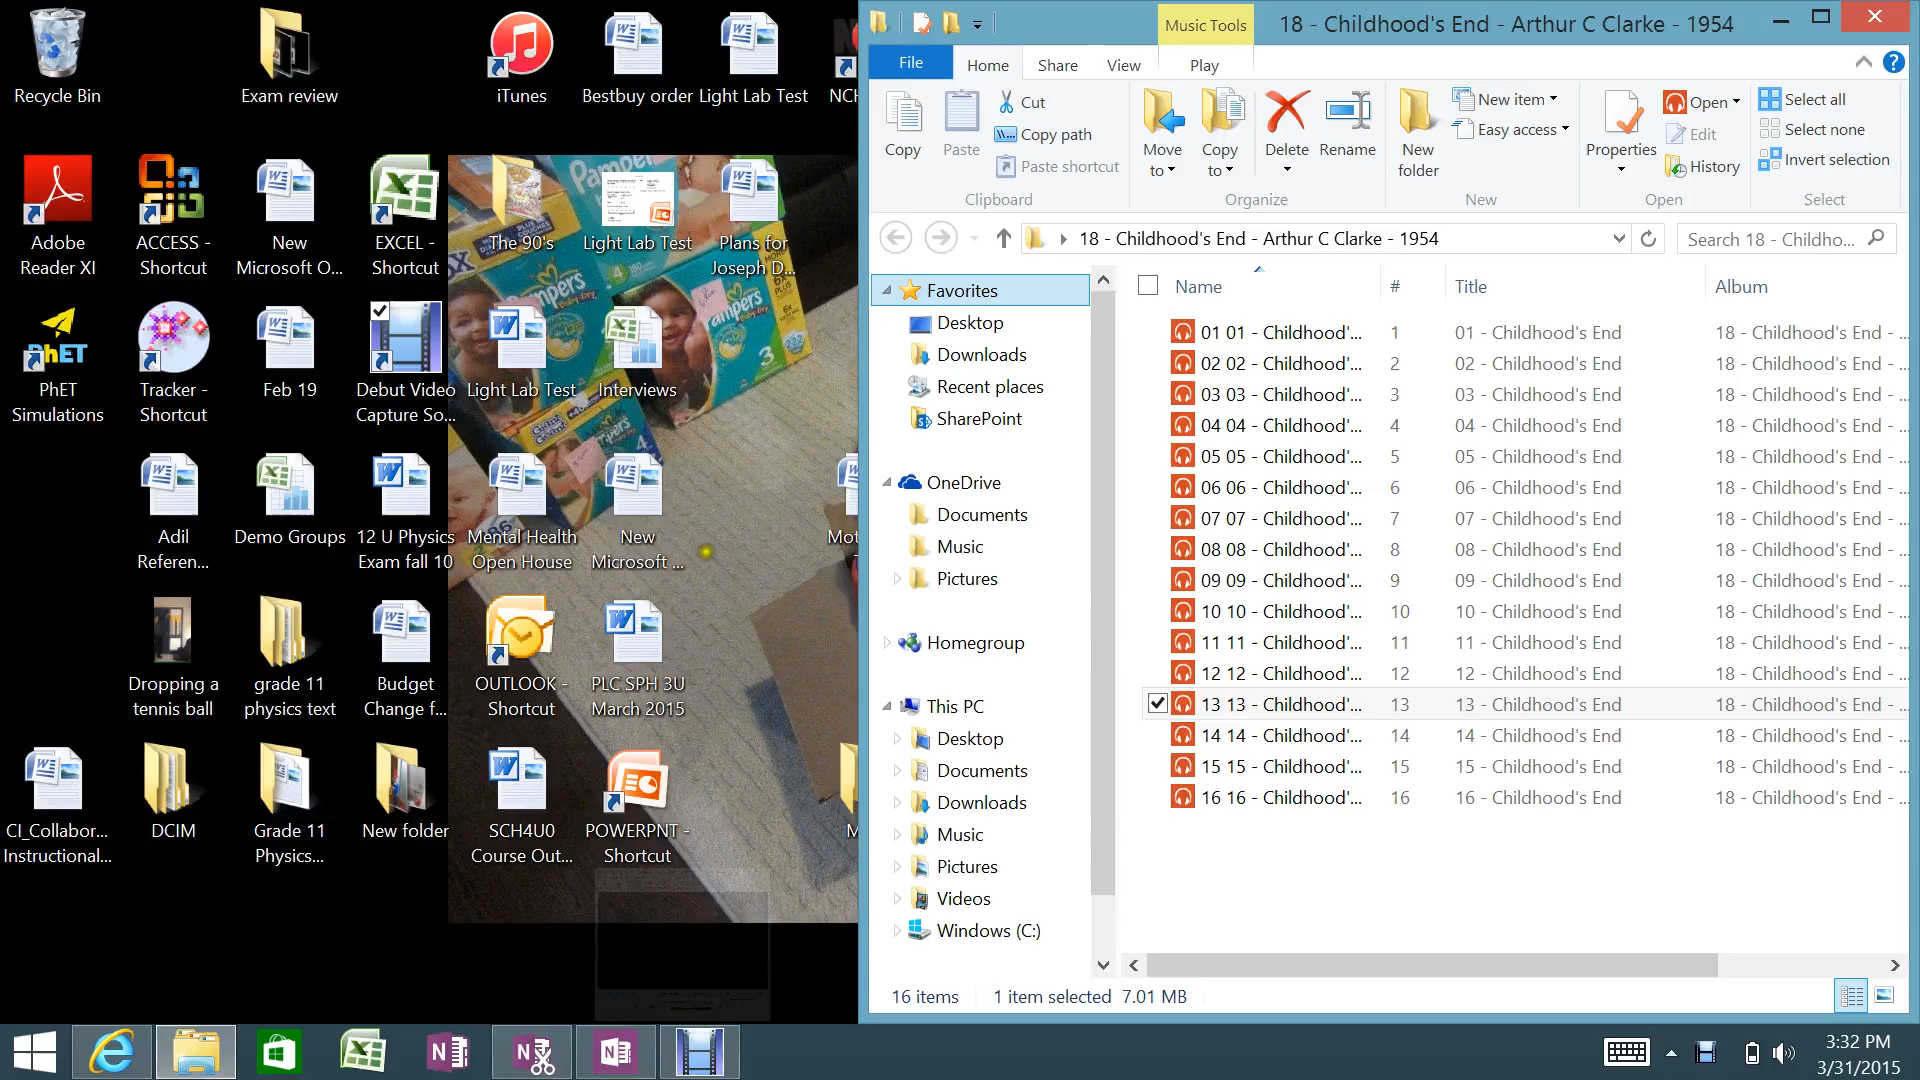 Recycle Bin
Exam review
iTunes
Bestbuy order
Light Lab Test
NCH
Adobe
Reader XI
ACCESS -
Shortcut
New
Microsoft O...
EXCEL -
Shortcut
The 90's
Light Lab Test
Plans for
Joseph D...
PhET
PhET
Simulations
Tracker -
Shortcut
Feb 19
Debut Video
Capture So...
Light Lab Test
Interviews
Adil
Referen...
Demo Groups
12 U Physics
Exam fall 10
Mental Health
Open House
New
Microsoft ...
Mot
Dropping a
tennis ball
grade 11
physics text
Budget
Change f...
OUTLOOK -
Shortcut
PLC SPH 3U
March 2015
CI_Collabor...
Instructional...
DCIM
Grade 11
Physics...
New folder
SCH4U0
Course Out...
POWERPNT -
Shortcut
M
Pampers
Pampers
Pampers
Pampers
Music Tools
18 - Childhood's End - Arthur C Clarke - 1954
File
Home
Share
View
Play
Copy
Paste
Cut
Copy path
Paste shortcut
Clipboard
Move
to
Copy
to
Delete
Rename
Organize
New
folder
New item
Easy access
New
Properties
Open
Edit
History
Open
Select all
Select none
Invert selection
Select
18 - Childhood's End - Arthur C Clarke - 1954
Search 18 - Childho...
Favorites
Desktop
Downloads
Recent places
SharePoint
OneDrive
Documents
Music
Pictures
Homegroup
This PC
Desktop
Documents
Downloads
Music
Pictures
Videos
Windows (C:)
Name # Title Album
01 01 - Childhood'... 1 01 - Childhood's End 18 - Childhood's End - ...
02 02 - Childhood'... 2 02 - Childhood's End 18 - Childhood's End - ...
03 03 - Childhood'... 3 03 - Childhood's End 18 - Childhood's End - ...
04 04 - Childhood'... 4 04 - Childhood's End 18 - Childhood's End - ...
05 05 - Childhood'... 5 05 - Childhood's End 18 - Childhood's End - ...
06 06 - Childhood'... 6 06 - Childhood's End 18 - Childhood's End - ...
07 07 - Childhood'... 7 07 - Childhood's End 18 - Childhood's End - ...
08 08 - Childhood'... 8 08 - Childhood's End 18 - Childhood's End - ...
09 09 - Childhood'... 9 09 - Childhood's End 18 - Childhood's End - ...
10 10 - Childhood'... 10 10 - Childhood's End 18 - Childhood's End - ...
11 11 - Childhood'... 11 11 - Childhood's End 18 - Childhood's End - ...
12 12 - Childhood'... 12 12 - Childhood's End 18 - Childhood's End - ...
13 13 - Childhood'... 13 13 - Childhood's End 18 - Childhood's End - ...
14 14 - Childhood'... 14 14 - Childhood's End 18 - Childhood's End - ...
15 15 - Childhood'... 15 15 - Childhood's End 18 - Childhood's End - ...
16 16 - Childhood'... 16 16 - Childhood's End 18 - Childhood's End - ...
16 items
1 item selected 7.01 MB
3:32 PM
3/31/2015